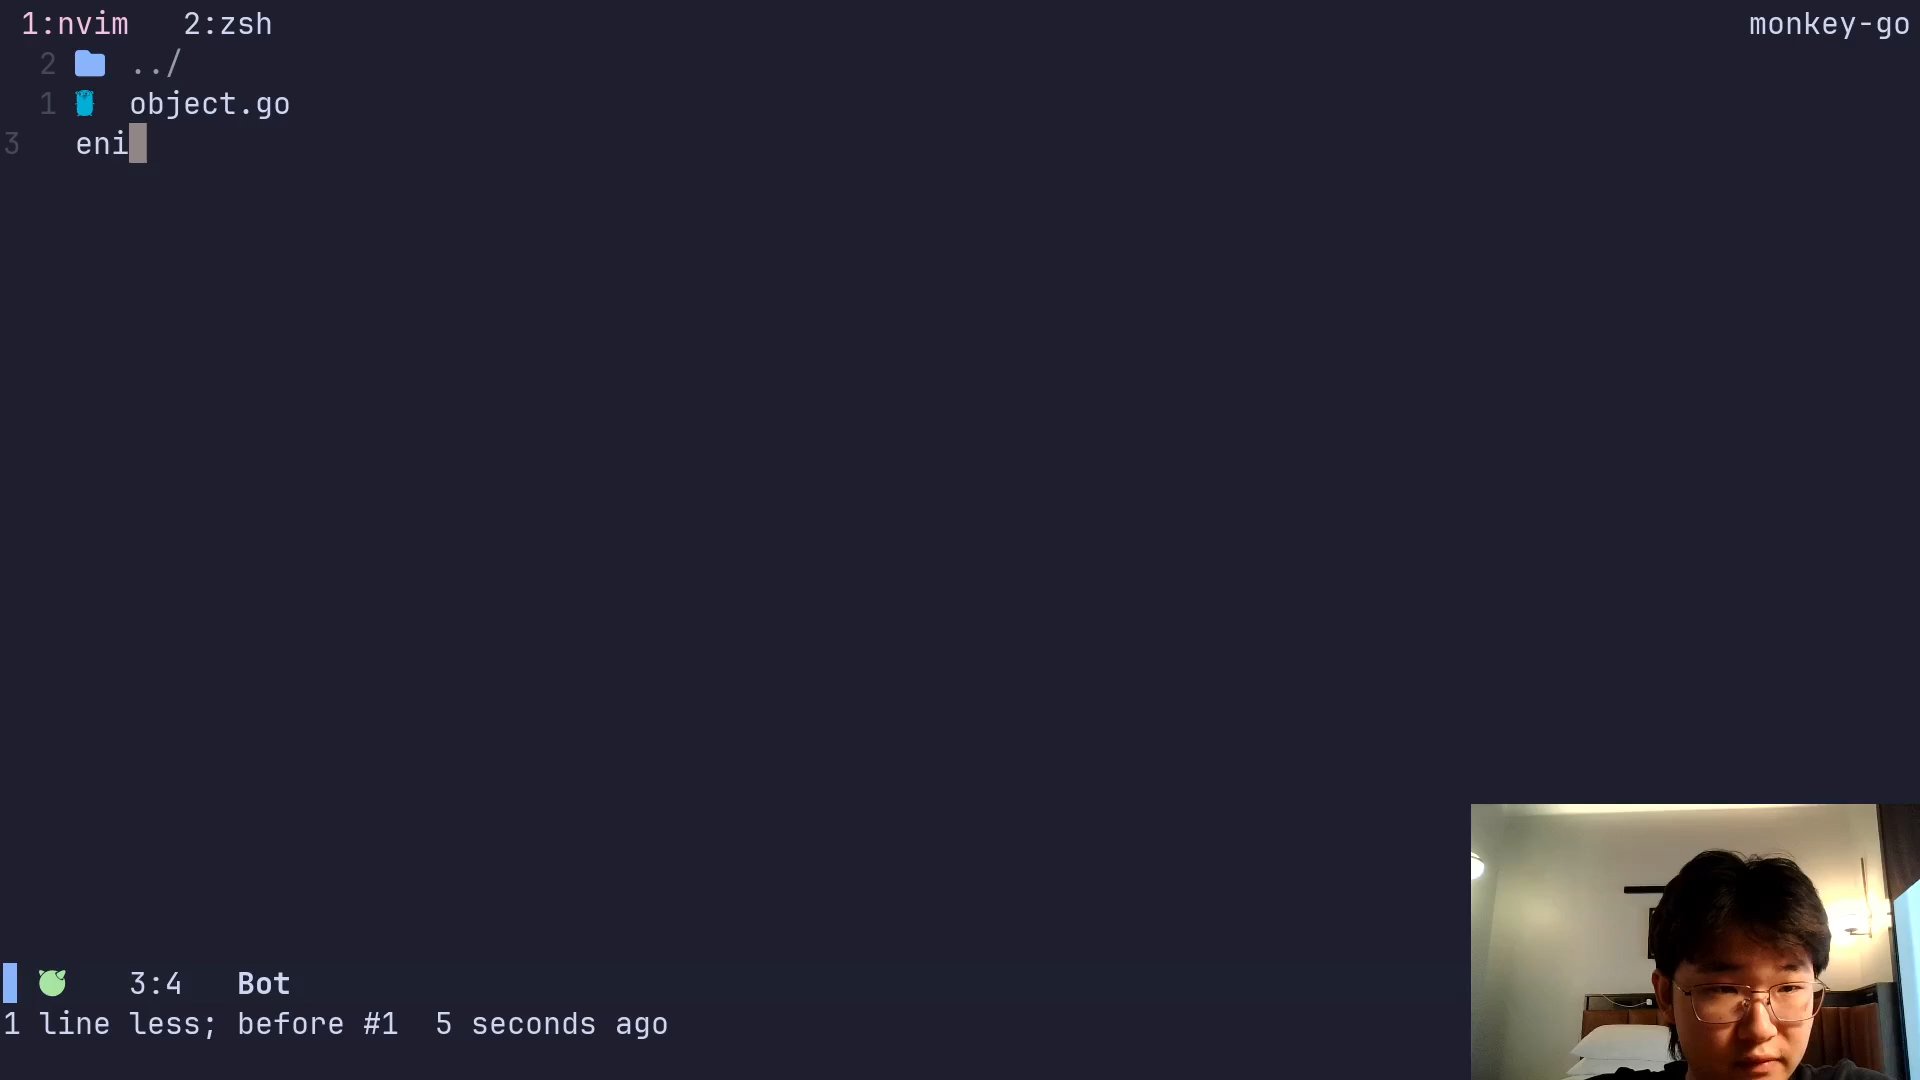 1:nvim 2:zsh monkey-go
2 ../
1 object.go
3 eni
3:4 Bot
1 line less; before #1 5 seconds ago